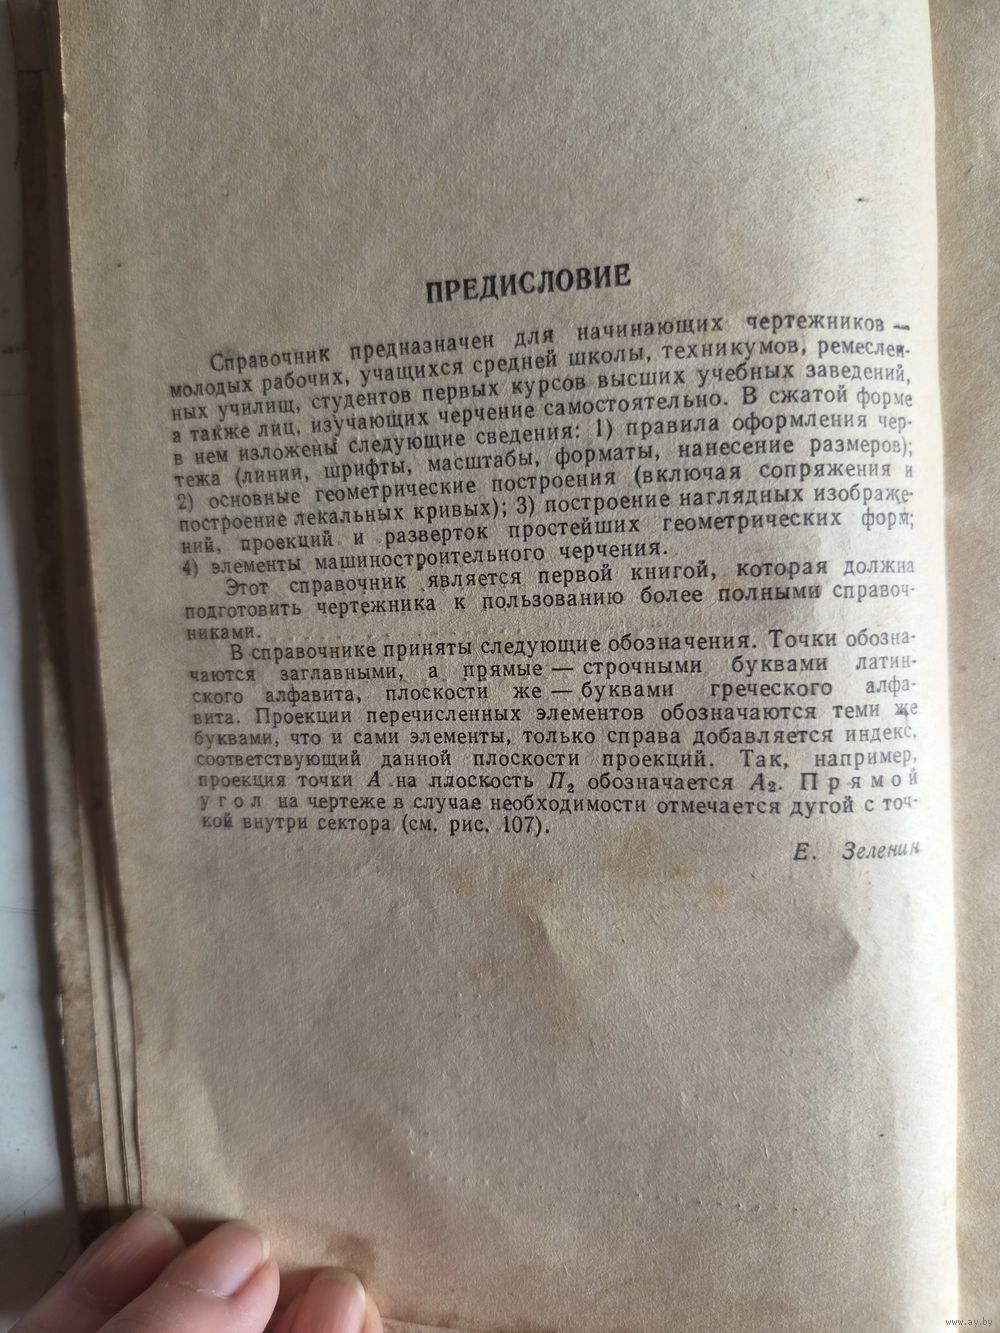 ПРЕДИСЛОВИЕ
Справочник предназначен для начинающих чертежников —
молодых рабочих, учащихся средней школы, техникумов, ремеслен-
ных училищ, студентов первых курсов высших учебных заведений,
а также лиц, изучающих черчение самостоятельно. В сжатой форме
в нем изложены следующие сведения: 1) правила оформления чер-
тежа (линии, шрифты, масштабы, форматы, нанесение размеров);
2) основные геометрические построения (включая сопряжения и
построение лекальных кривых); 3) построение наглядных изображе-
ний, проекций и разверток простейших геометрических форм;
4) элементы машиностроительного черчения.
Этот справочник является первой книгой, которая должна
подготовить чертежника к пользованию более полными справоч-
никами.
В справочнике приняты следующие обозначения. Точки обозна-
чаются заглавными, а прямые — строчными буквами латин-
ского алфавита, плоскости же — буквами греческого алфа-
вита. Проекции перечисленных элементов обозначаются теми же
буквами, что и сами элементы, только справа добавляется индекс,
соответствующий данной плоскости проекций. Так, например,
проекция точки А на плоскость П₂ обозначается А₂. Прямой
угол на чертеже в случае необходимости отмечается дугой с точ-
кой внутри сектора (см. рис. 107).
Е. Зеленин
www.ay.by